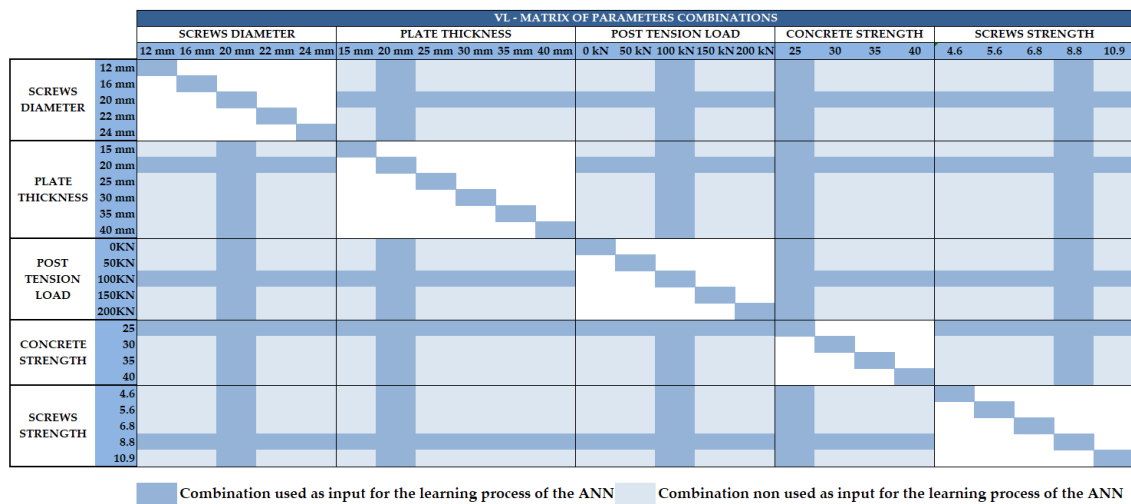 VL - MATRIX OF PARAMETERS COMBINATIONS
SCREWS DIAMETER PLATE THICKNESS POST TENSION LOAD CONCRETE STRENGTH SCREWS STRENGTH
12 mm 16 mm 20 mm 22 mm 24 mm 15 mm 20 mm 25 mm 30 mm 35 mm 40 mm 0 kN 50 kN 100 kN 150 kN 200 kN 25 30 35 40 4.6 5.6 6.8 8.8 10.9
SCREWS
DIAMETER
12 mm
16 mm
20 mm
22 mm
24 mm
PLATE
THICKNESS
15 mm
20 mm
25 mm
30 mm
35 mm
40 mm
POST
TENSION
LOAD
0KN
50KN
100KN
150KN
200KN
CONCRETE
STRENGTH
25
30
35
40
SCREWS
STRENGTH
4.6
5.6
6.8
8.8
10.9
Combination used as input for the learning process of the ANN Combination non used as input for the learning process of the ANN